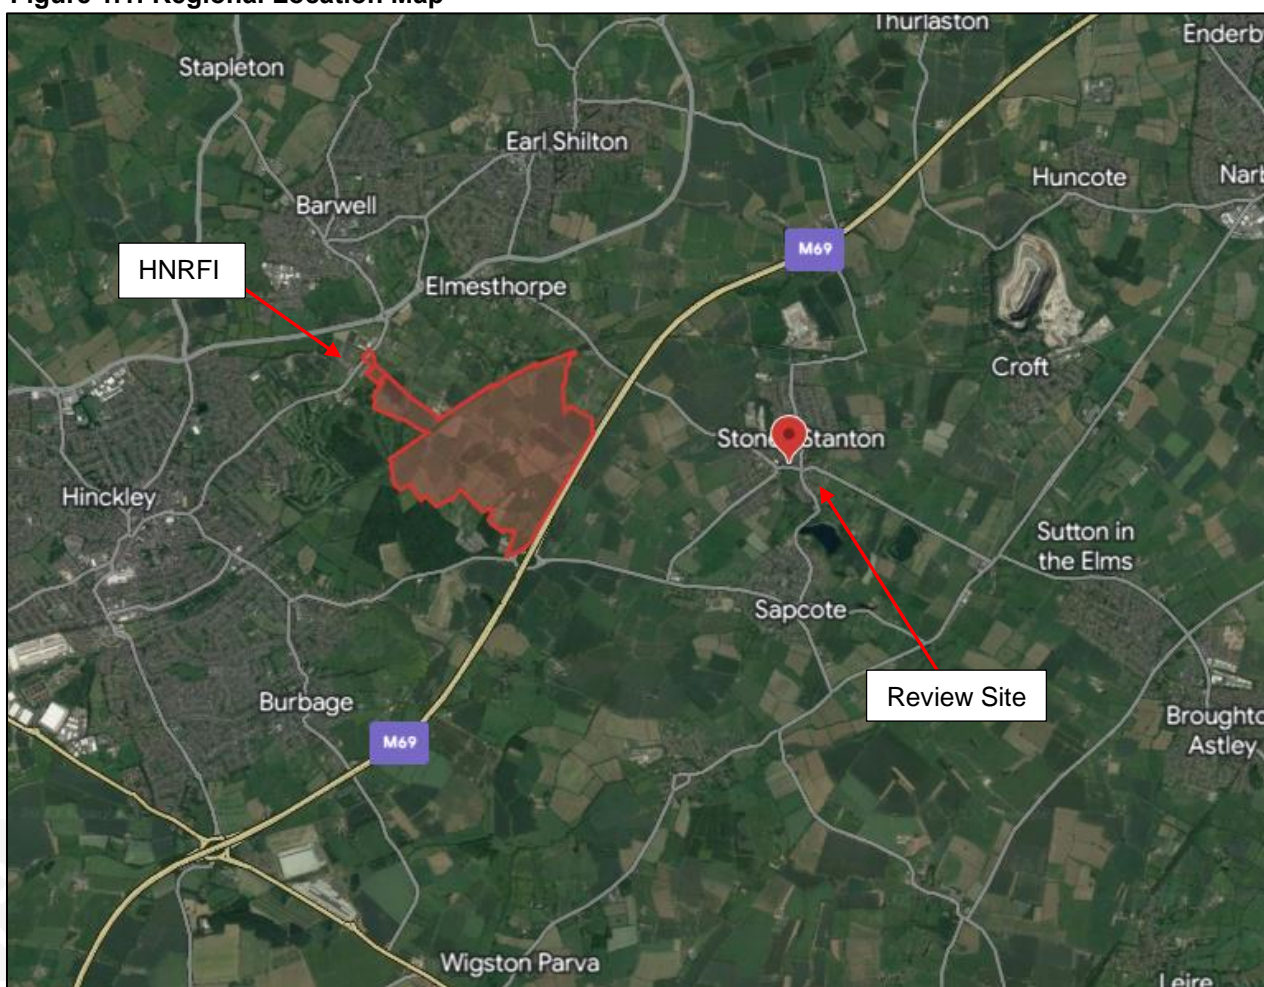 Figure 1.1: Regional Location Map
Thurlaston
Enderb
Stapleton
Earl Shilton
Huncote
Narb
Barwell
M69
HNRFI
Elmesthorpe
Croft
Stone Stanton
Hinckley
Sutton in
the Elms
Sapcote
Review Site
Burbage
M69
Broughto
Astley
Wigston Parva
Leire